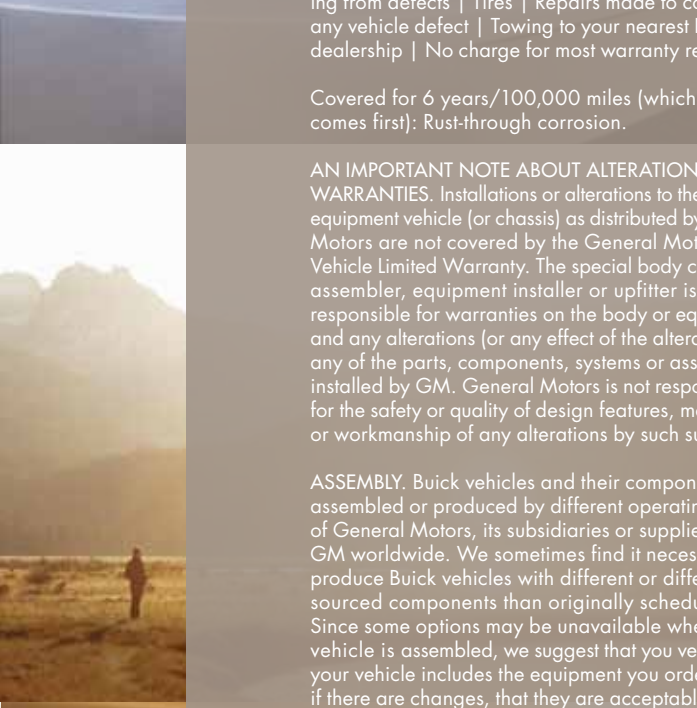 ing from defects | Tires | Repairs made to co
any vehicle defect | Towing to your nearest
dealership | No charge for most warranty re
Covered for 6 years/100,000 miles (which
comes first): Rust-through corrosion.
AN IMPORTANT NOTE ABOUT ALTERATION
WARRANTIES. Installations or alterations to the
equipment vehicle (or chassis) as distributed by
Motors are not covered by the General Mot
Vehicle Limited Warranty. The special body c
assembler, equipment installer or upfitter is
responsible for warranties on the body or eq
and any alterations (or any effect of the altera
any of the parts, components, systems or ass
installed by GM. General Motors is not respo
for the safety or quality of design features, ma
or workmanship of any alterations by such su
ASSEMBLY. Buick vehicles and their compon
assembled or produced by different operatin
of General Motors, its subsidiaries or supplie
GM worldwide. We sometimes find it neces
produce Buick vehicles with different or diffe
sourced components than originally schedu
Since some options may be unavailable whe
vehicle is assembled, we suggest that you ve
your vehicle includes the equipment you orde
if there are changes, that they are acceptabl